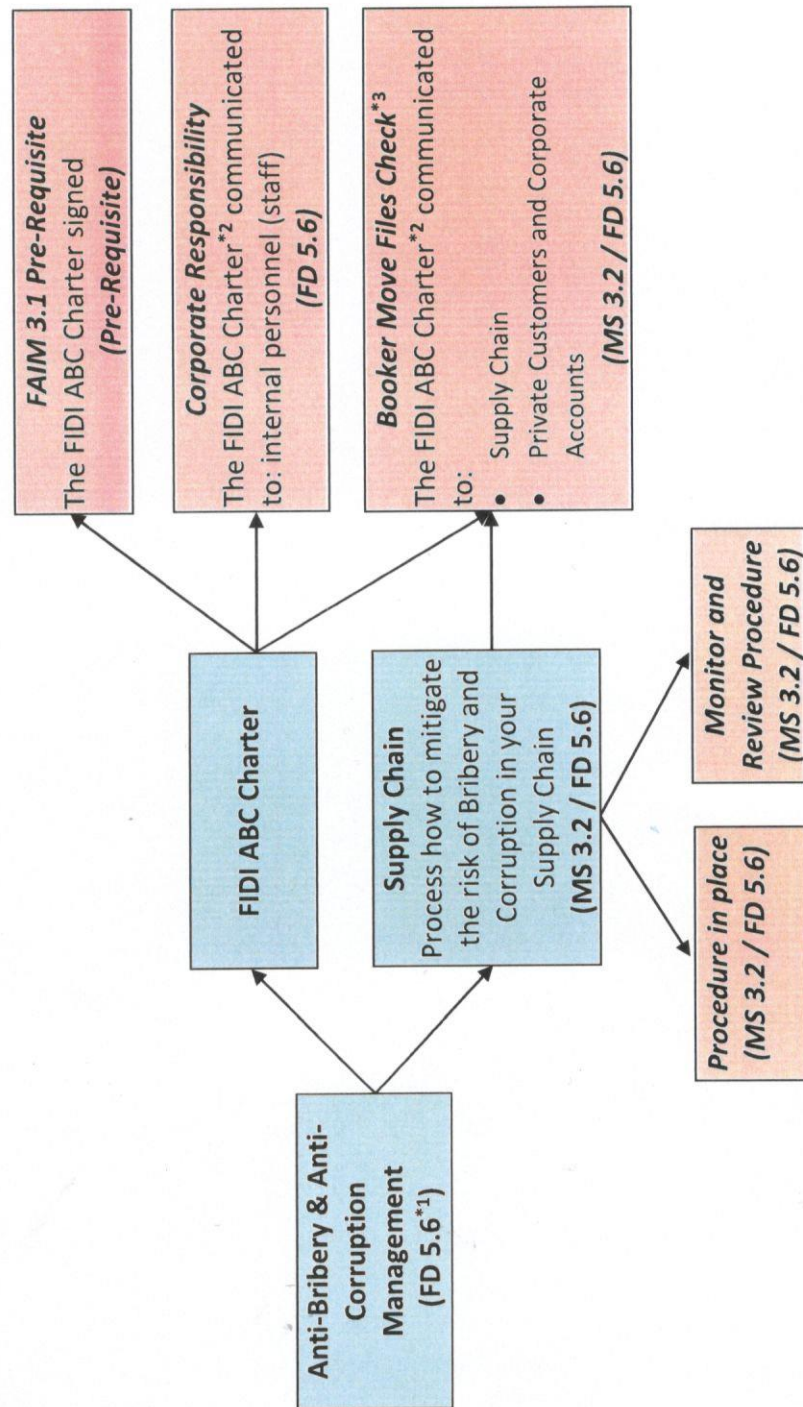 Anti-Bribery & Anti-
Corruption
Management
(FD 5.6*1)
FIDI ABC Charter
Supply Chain
Process how to mitigate
the risk of Bribery and
Corruption in your
Supply Chain
(MS 3.2 / FD 5.6)
FAIM 3.1 Pre-Requisite
The FIDI ABC Charter signed
(Pre-Requisite)
Corporate Responsibility
The FIDI ABC Charter*2 communicated
to: internal personnel (staff)
(FD 5.6)
Booker Move Files Check*3
The FIDI ABC Charter*2 communicated
to:
• Supply Chain
• Private Customers and Corporate
Accounts
(MS 3.2 / FD 5.6)
Procedure in place
(MS 3.2 / FD 5.6)
Monitor and
Review Procedure
(MS 3.2 / FD 5.6)